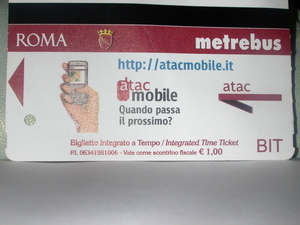 ROMA metrebus
http://atacmobile.it
atac atac
mobile
Quando passa
il prossimo?
Biglietto Integrato a Tempo / Integrated Time Ticket BIT
P.I. 06341981006 - Vale come scontrino fiscale € 1,00